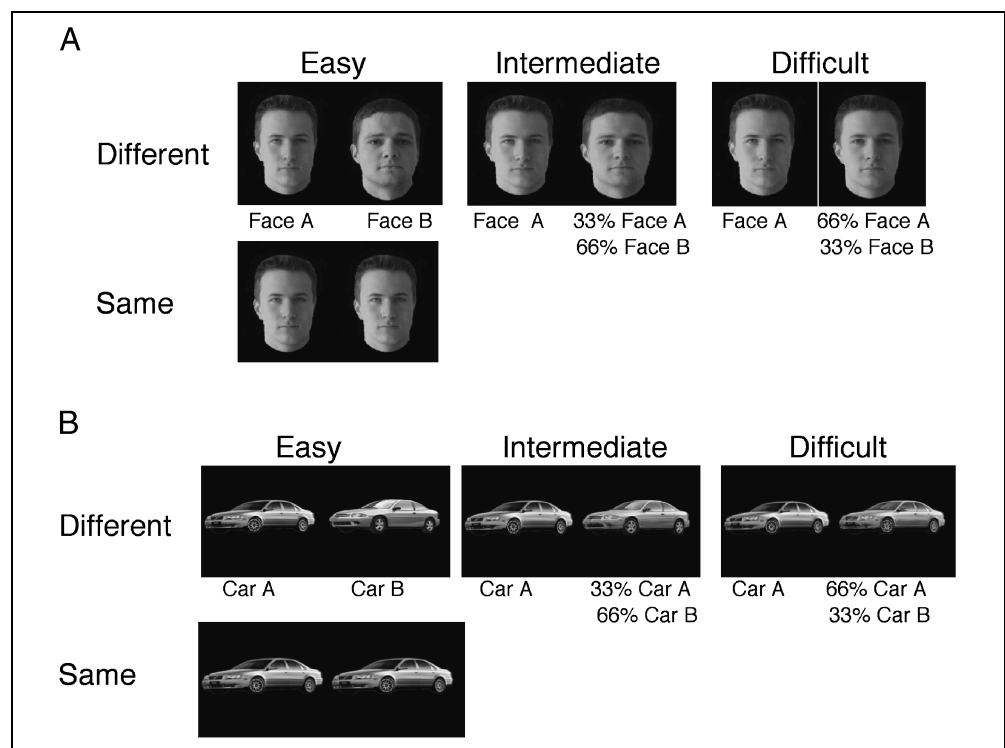 A
Easy Intermediate Difficult
Different
Face A Face B Face A 33% Face A Face A 66% Face A
66% Face B 33% Face B
Same
B
Easy Intermediate Difficult
Different
Car A Car B Car A 33% Car A Car A 66% Car A
66% Car B 33% Car B
Same